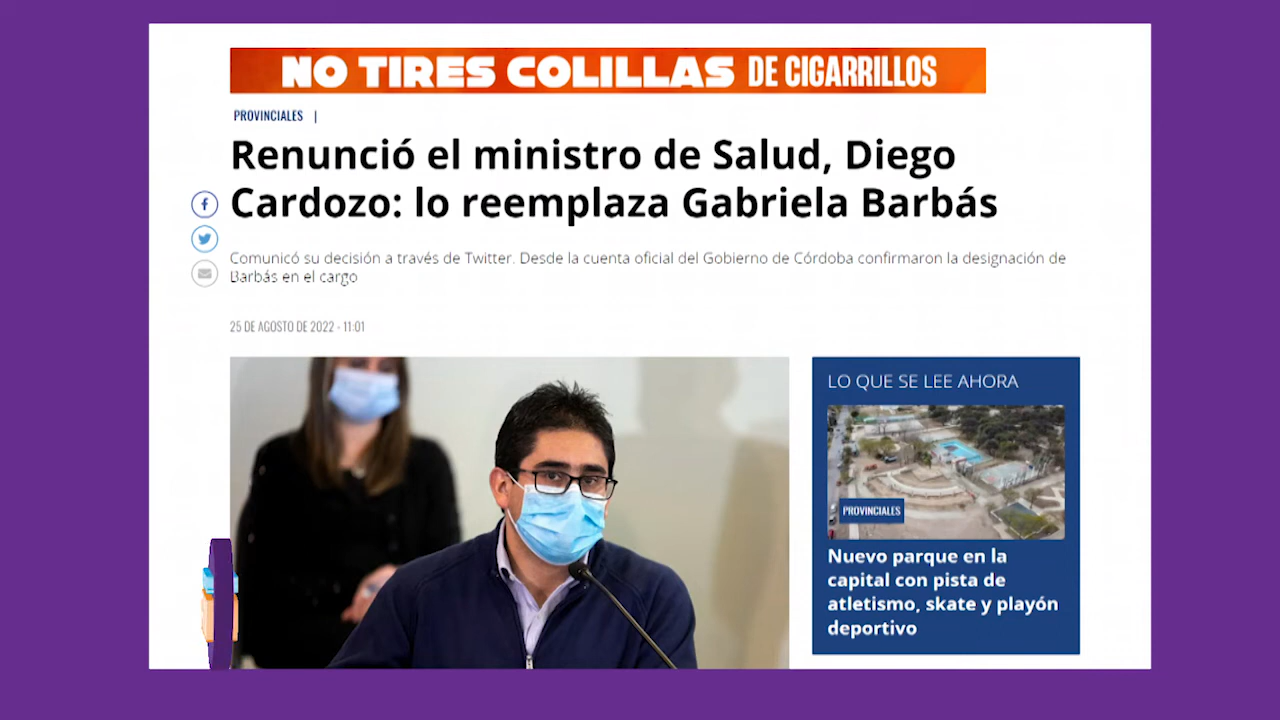 NO TIRES COLILLAS DE CIGARRILLOS
PROVINCIALES |
Renunció el ministro de Salud, Diego
Cardozo: lo reemplaza Gabriela Barbás
Comunicó su decisión a través de Twitter. Desde la cuenta oficial del Gobierno de Córdoba confirmaron la designación de
Barbás en el cargo
25 DE AGOSTO DE 2022 - 11:01
LO QUE SE LEE AHORA
PROVINCIALES
Nuevo parque en la
capital con pista de
atletismo, skate y playón
deportivo